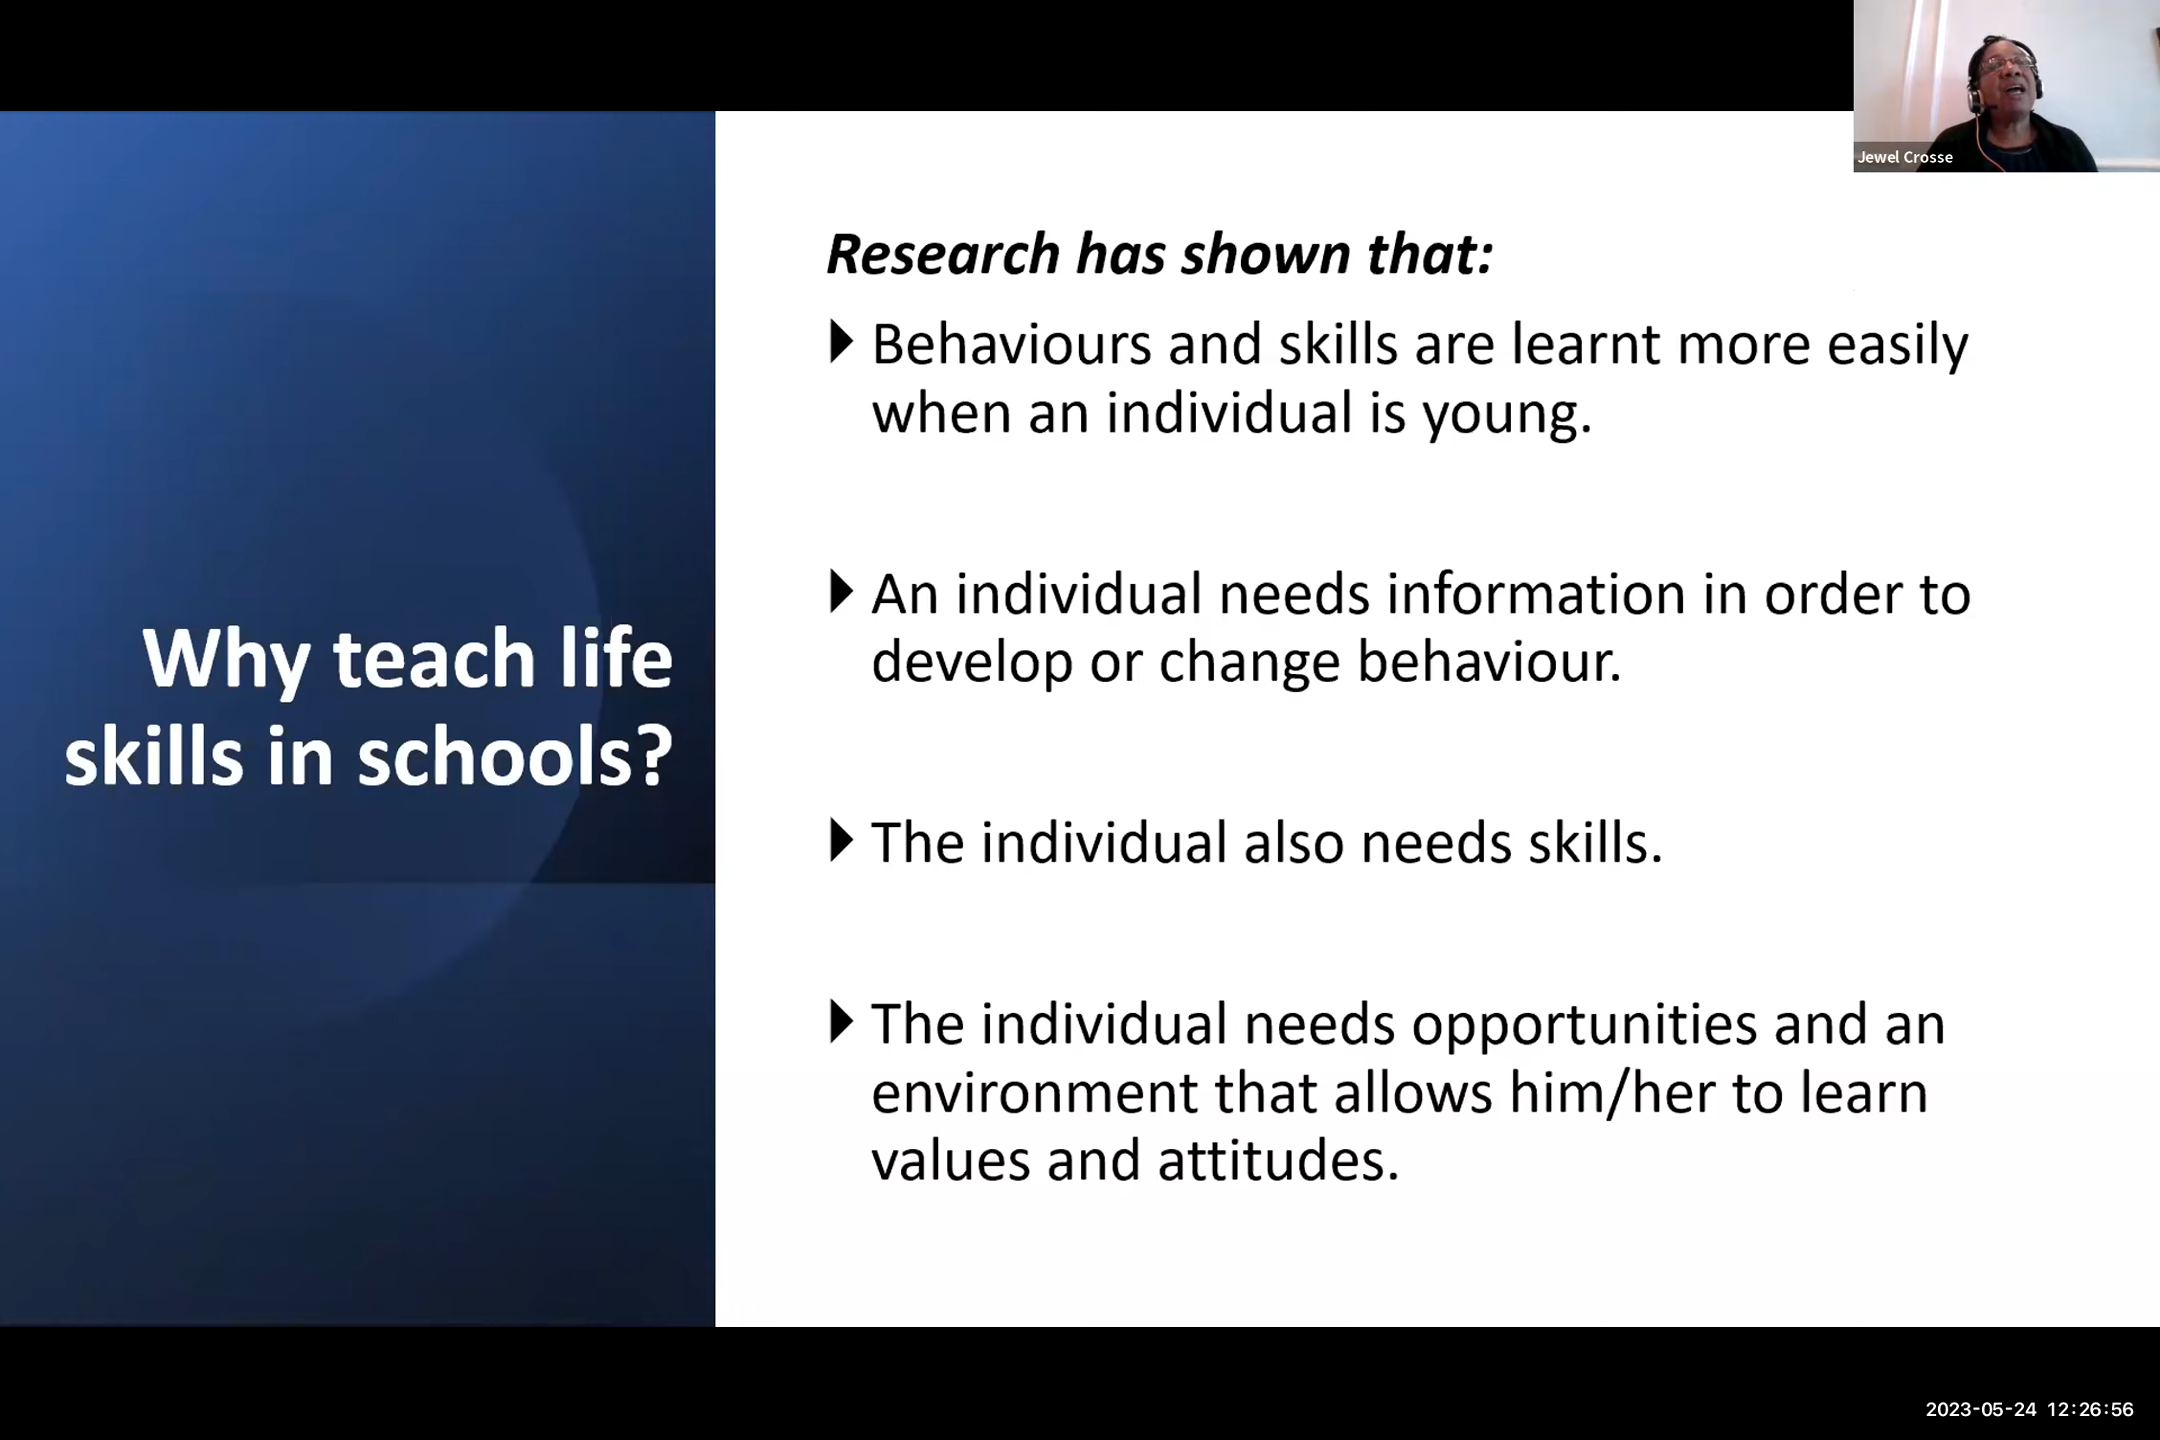 Jewel Crosse
Why teach life
skills in schools?
Research has shown that:
Behaviours and skills are learnt more easily
when an individual is young.
An individual needs information in order to
develop or change behaviour.
The individual also needs skills.
The individual needs opportunities and an
environment that allows him/her to learn
values and attitudes.
2023-05-24 12:26:56